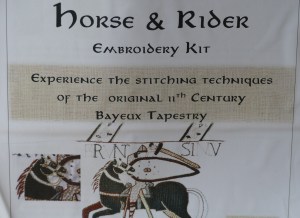 Horse & Rider
Embroidery Kit
Experience the stitching techniques
of the original 11th Century
Bayeux Tapestry